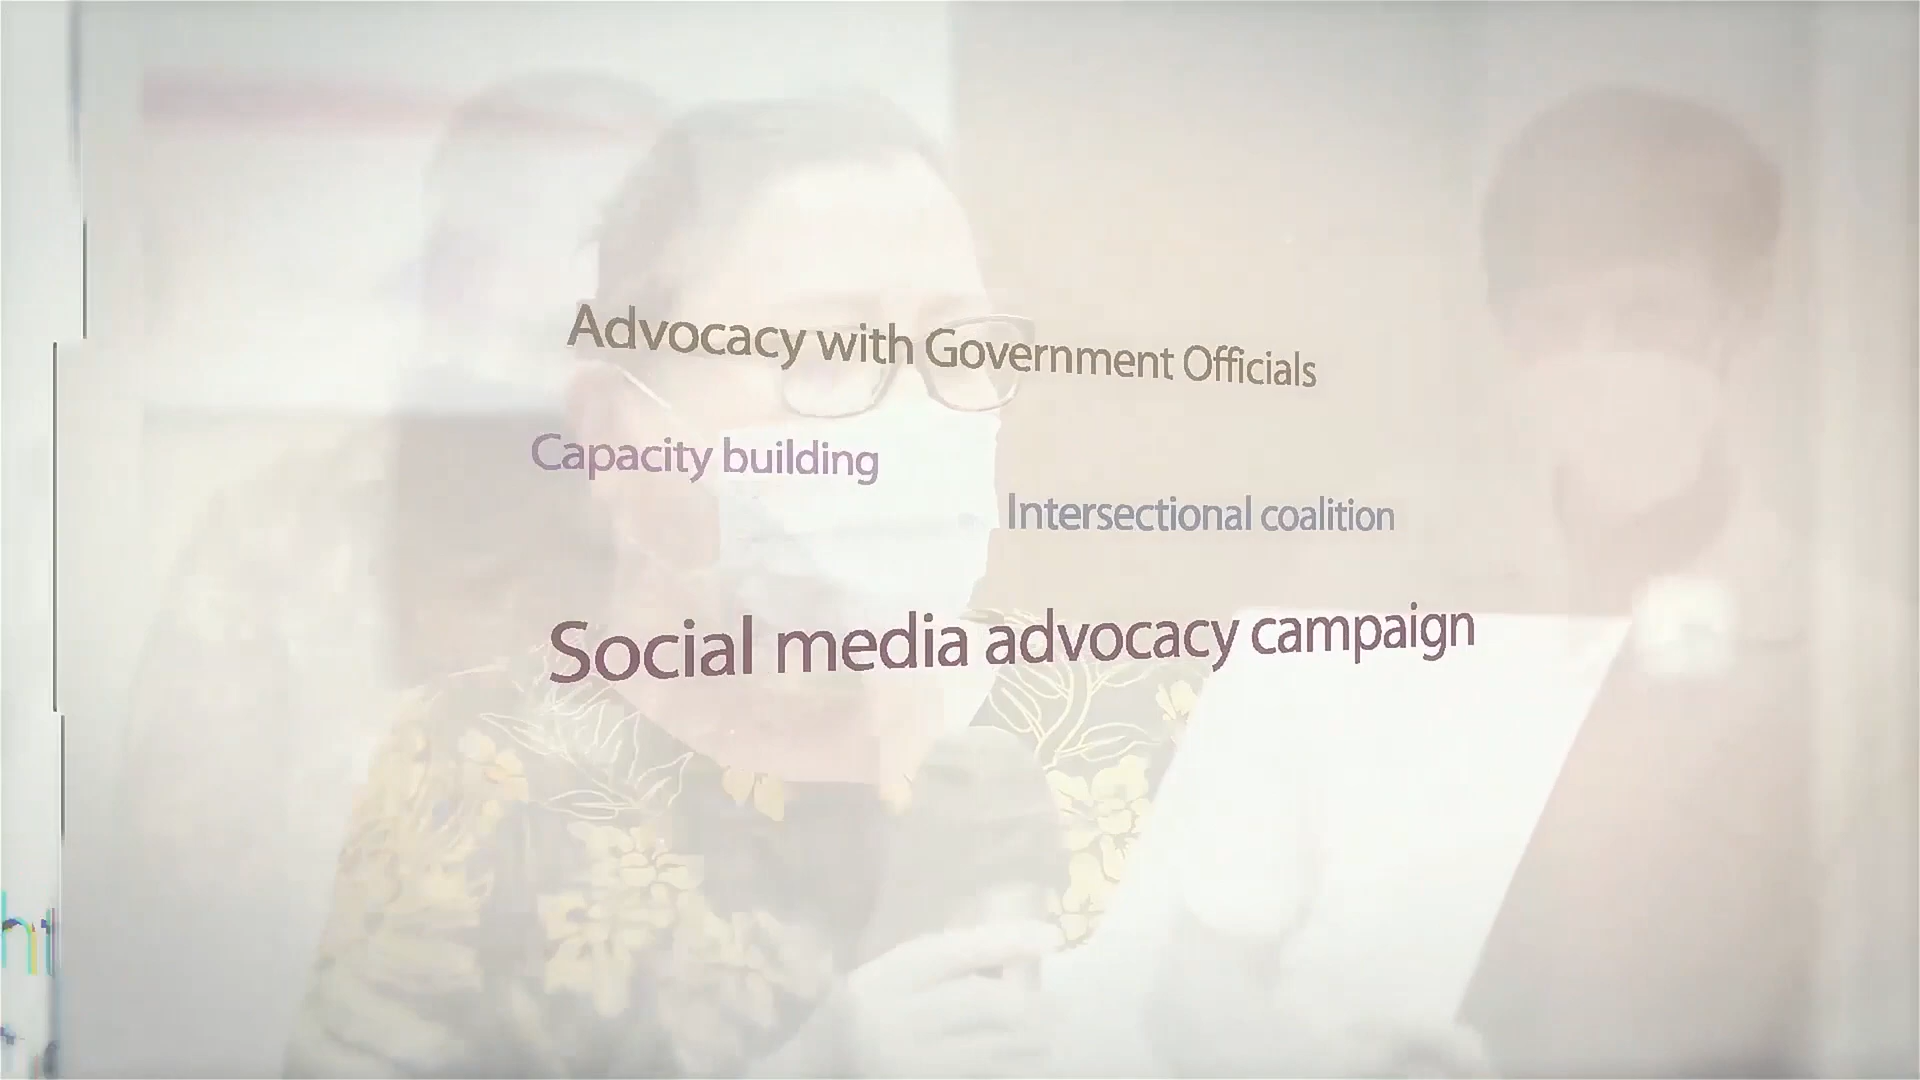 Advocacy with Government Officials
Capacity building
Intersectional coalition
Social media advocacy campaign